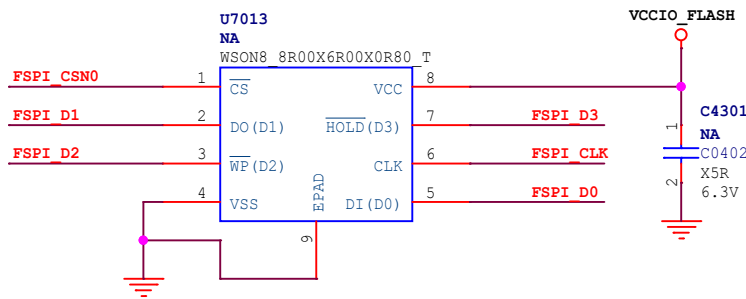 U7013
NA
WSON8_8R00X6R00X0R80_T
VCCIO_FLASH
FSPI_CSN0
1
CS
VCC
8
FSPI_D1
2
DO(D1)
HOLD(D3)
7
FSPI_D3
FSPI_D2
3
WP(D2)
CLK
6
FSPI_CLK
4
VSS
EPAD
DI(D0)
5
FSPI_D0
9
1
2
C4301
NA
C0402
X5R
6.3V